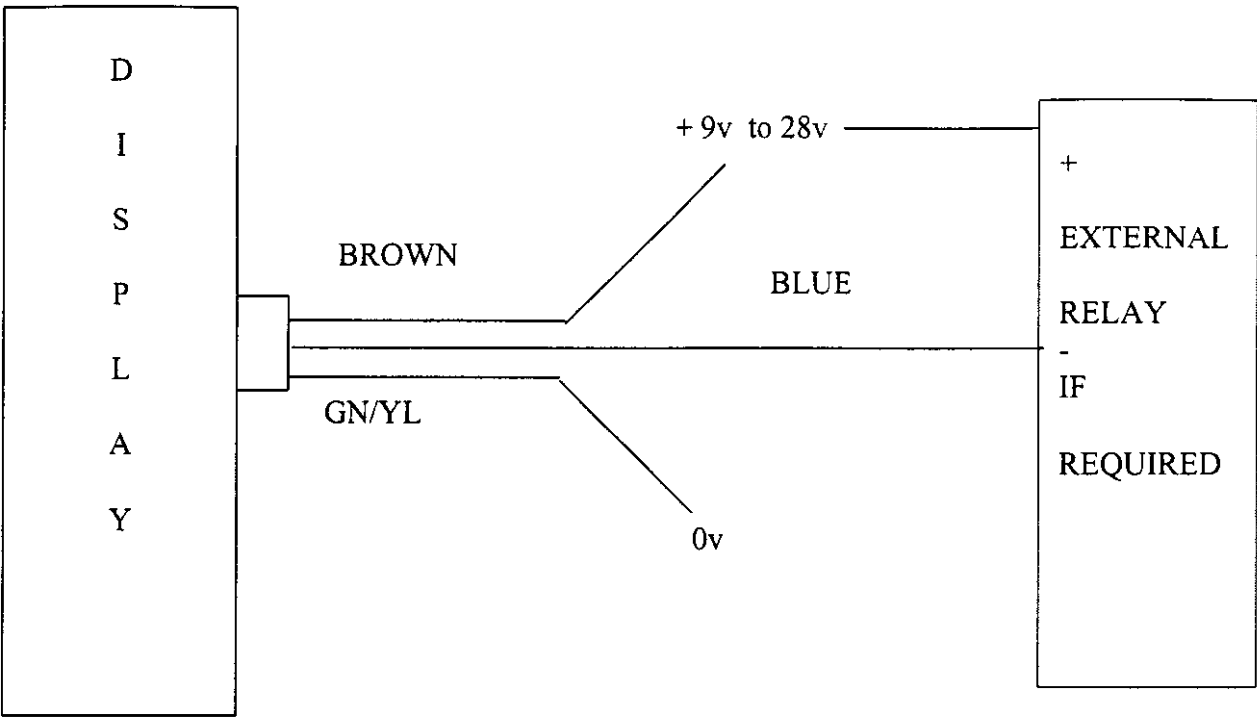 D
I
S
P
L
A
Y
BROWN
GN/YL
+ 9v to 28v
BLUE
0v
+
EXTERNAL
RELAY
-
IF
REQUIRED